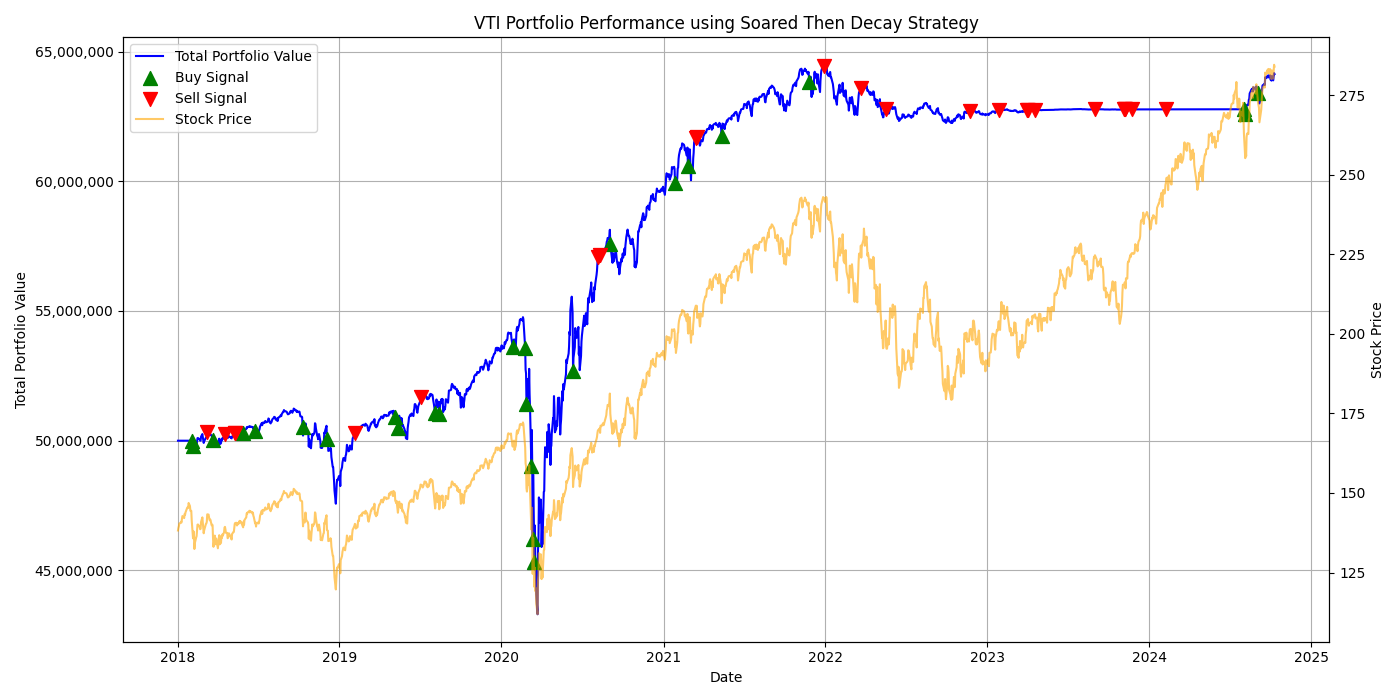 VTI Portfolio Performance using Soared Then Decay Strategy
Total Portfolio Value
Buy Signal
Sell Signal
Stock Price
65,000,000
60,000,000
55,000,000
50,000,000
45,000,000
Total Portfolio Value
275
250
225
200
175
150
125
Stock Price
2018
2019
2020
2021
2022
2023
2024
2025
Date